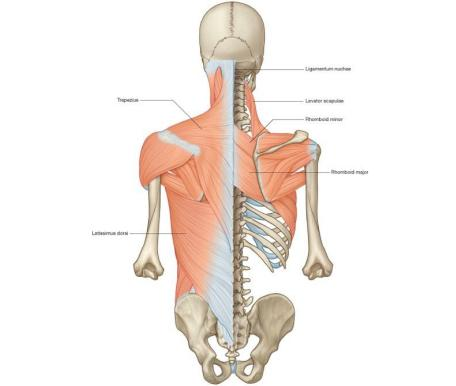 Ligamentum nuchae
Levator scapulae
Trapezius
Rhomboid minor
Rhomboid major
Latissimus dorsi